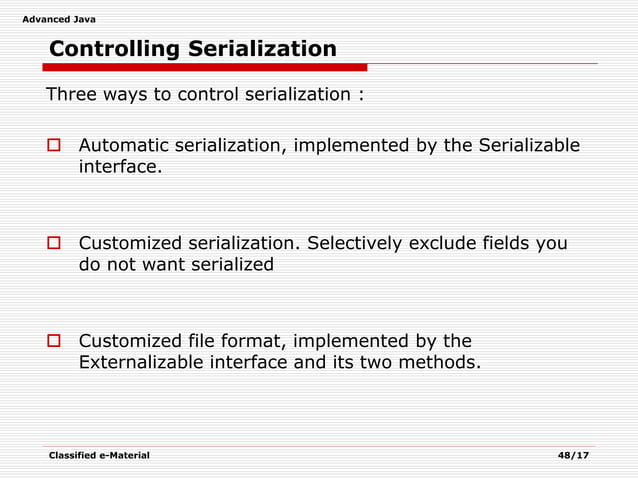 Advanced Java
Controlling Serialization
Three ways to control serialization :
Automatic serialization, implemented by the Serializable
interface.
Customized serialization. Selectively exclude fields you
do not want serialized
Customized file format, implemented by the
Externalizable interface and its two methods.
Classified e-Material 48/17